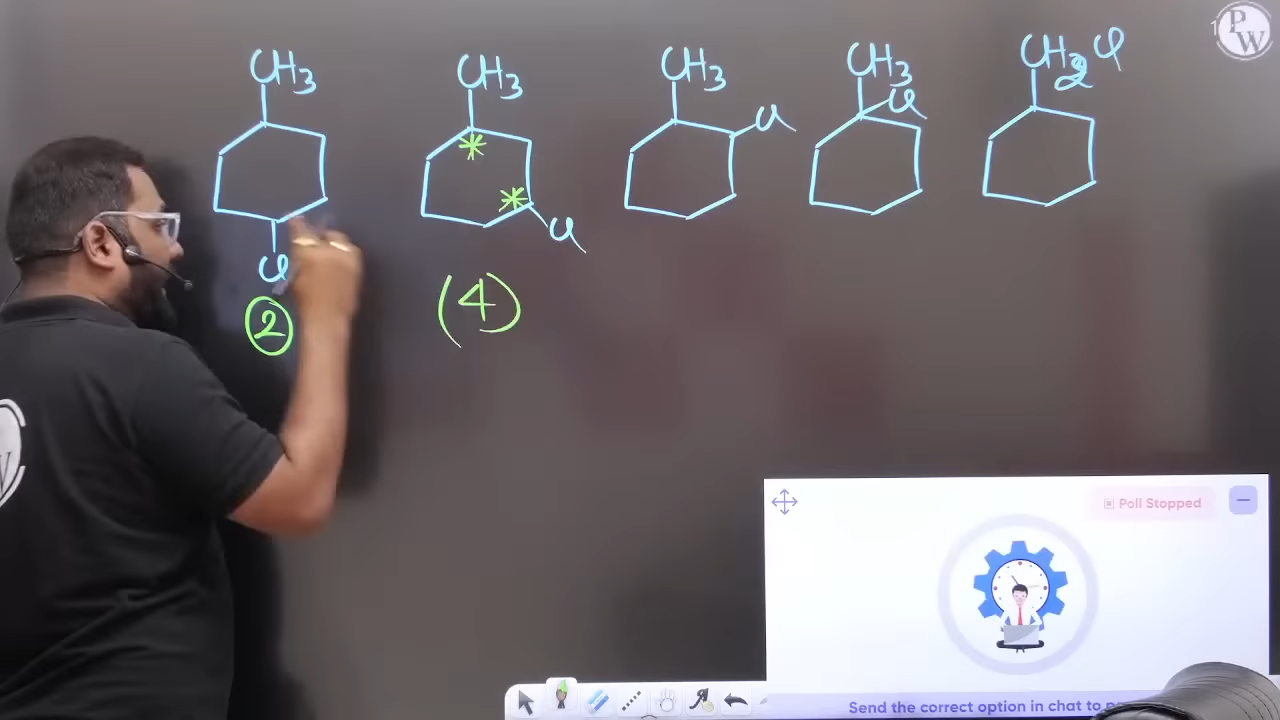 CH3 CH3 CH3 CH3 CH2Cl
Cl Cl
Cl
Cl
2 (4)
PW
W
Poll Stopped
Send the correct option in chat to